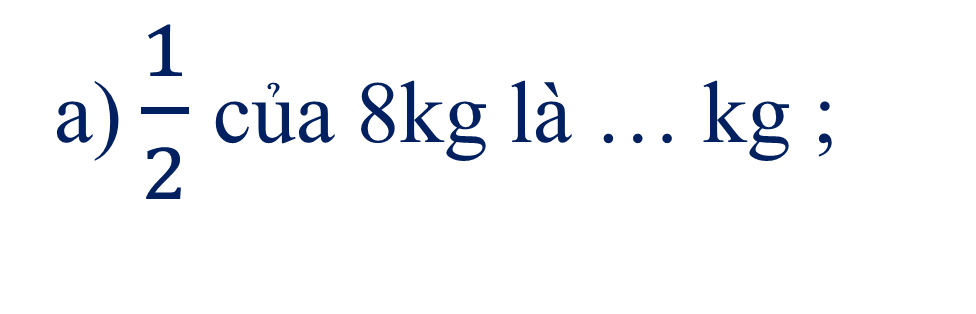 a) 1/2 của 8kg là … kg ;